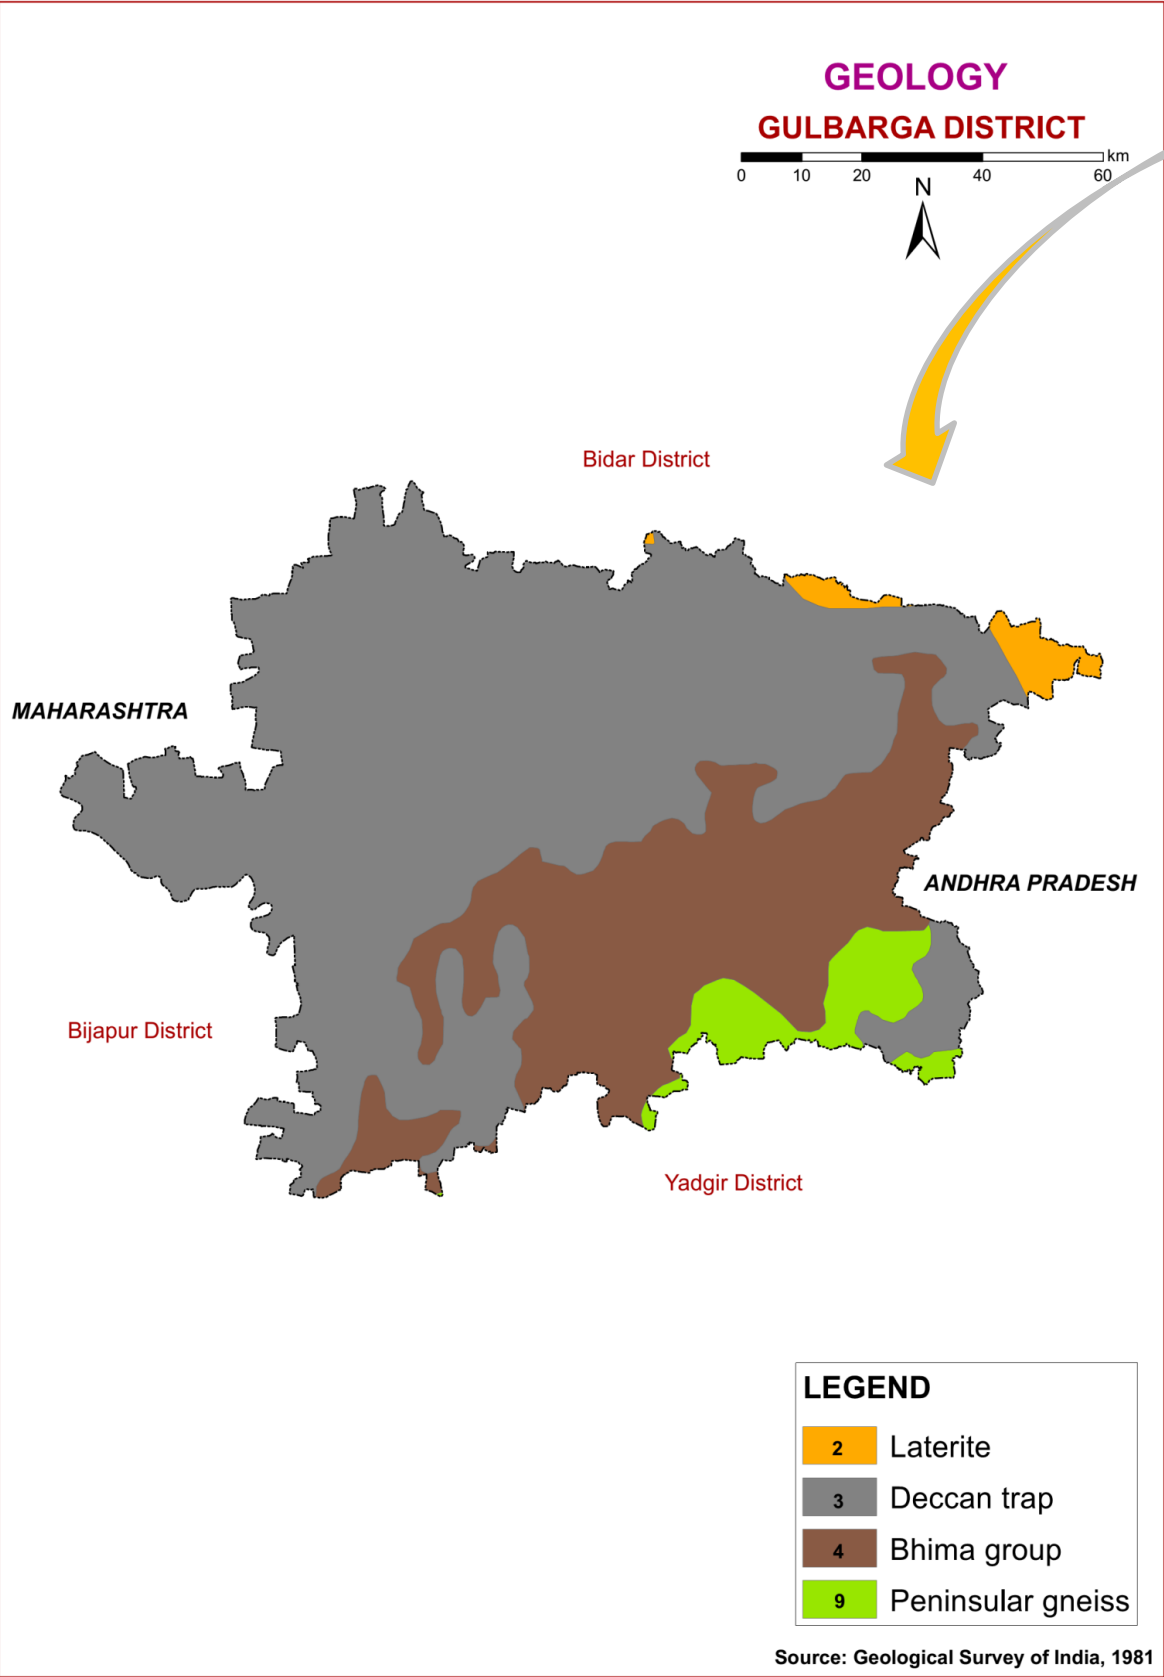 GEOLOGY
GULBARGA DISTRICT
km
0 10 20 40 60
N
Bidar District
MAHARASHTRA
ANDHRA PRADESH
Bijapur District
Yadgir District
LEGEND
2 Laterite
3 Deccan trap
4 Bhima group
9 Peninsular gneiss
Source: Geological Survey of India, 1981